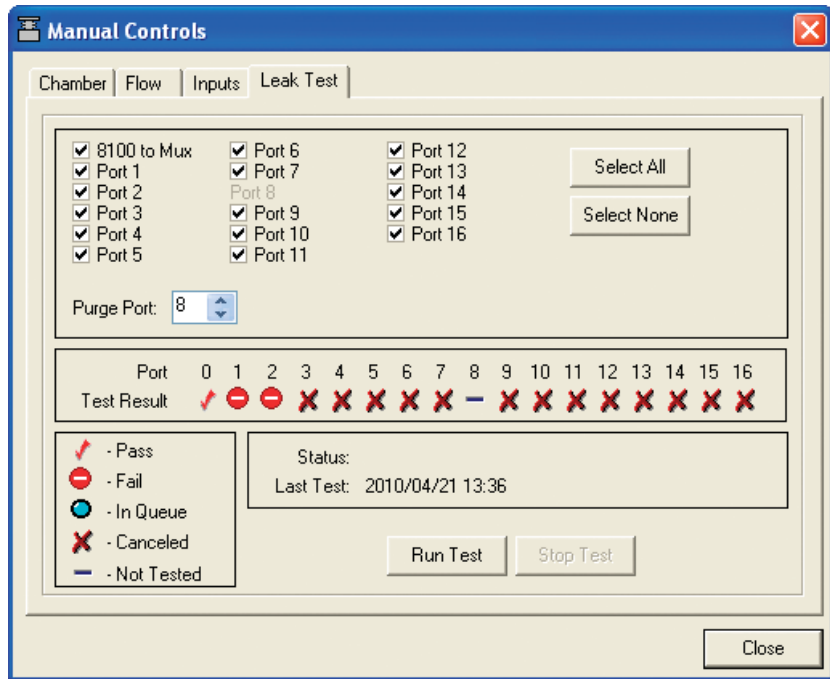 Manual Controls
Chamber Flow Inputs Leak Test
8100 to Mux Port 6 Port 12 Select All
Port 1 Port 7 Port 13
Port 2 Port 8 Port 14
Port 3 Port 9 Port 15 Select None
Port 4 Port 10 Port 16
Port 5 Port 11
Purge Port: 8
Port 0 1 2 3 4 5 6 7 8 9 10 11 12 13 14 15 16
Test Result
- Pass
- Fail
- In Queue
- Canceled
- Not Tested
Status:
Last Test: 2010/04/21 13:36
Run Test Stop Test
Close